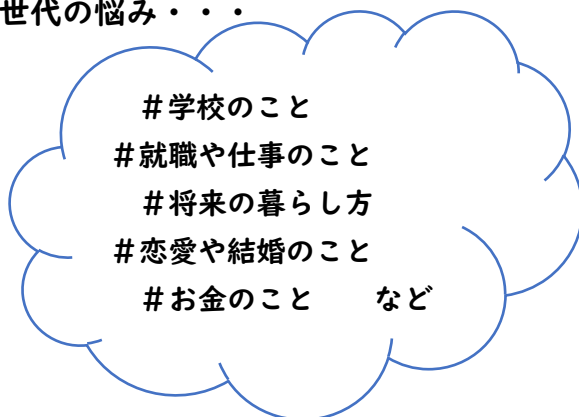 世代の悩み・・・
＃学校のこと
＃就職や仕事のこと
＃将来の暮らし方
＃恋愛や結婚のこと
＃お金のこと　　など